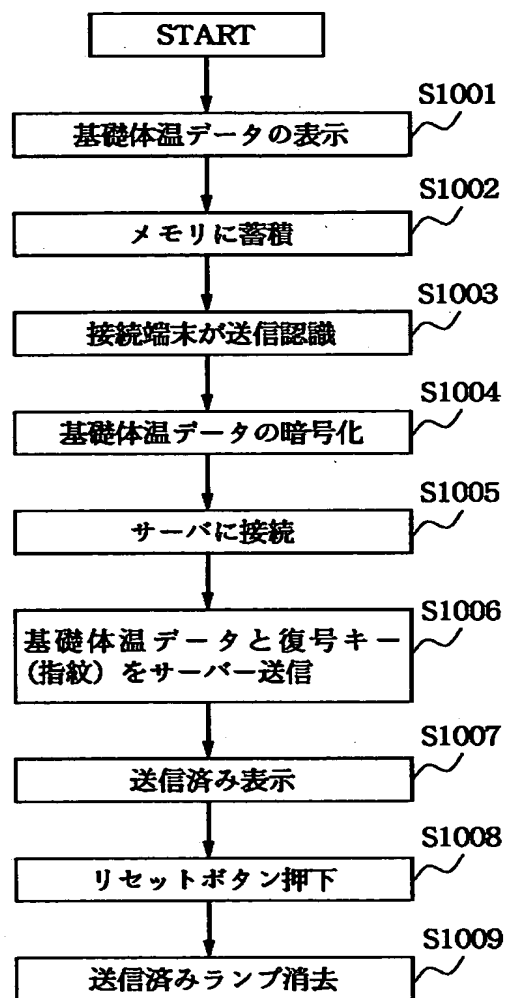 START
S1001
基礎体温データの表示
S1002
メモリに蓄積
S1003
接続端末が送信認識
S1004
基礎体温データの暗号化
S1005
サーバに接続
S1006
基礎体温データと復号キー
(指紋）をサーバー送信
S1007
送信済み表示
S1008
リセットボタン押下
S1009
送信済みランプ消去